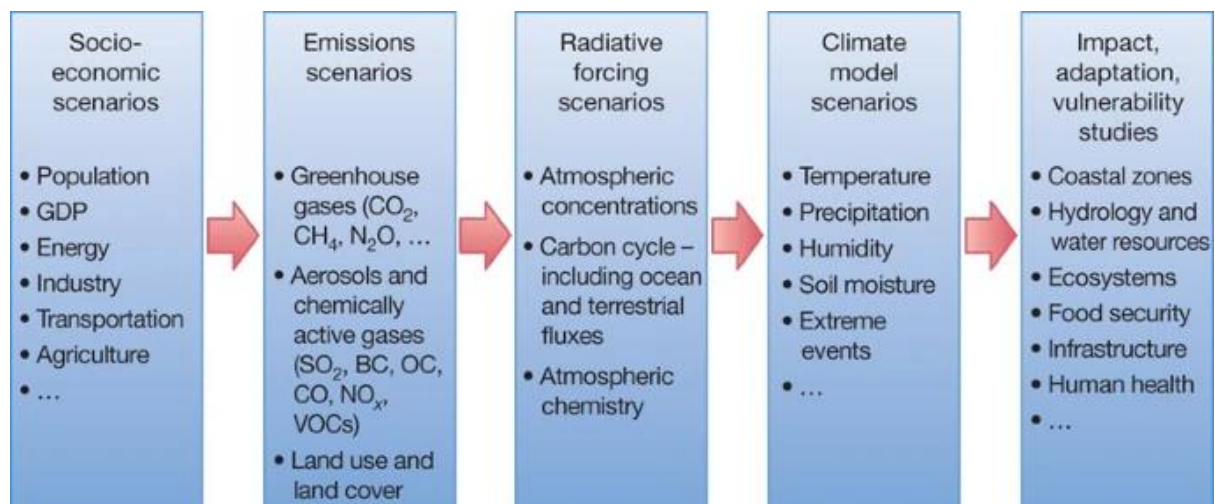 Socio-
economic
scenarios
• Population
• GDP
• Energy
• Industry
• Transportation
• Agriculture
• ...
Emissions
scenarios
• Greenhouse
gases (CO₂,
CH₄, N₂O, ...
• Aerosols and
chemically
active gases
(SO₂, BC, OC,
CO, NOₓ,
VOCs)
• Land use and
land cover
Radiative
forcing
scenarios
• Atmospheric
concentrations
• Carbon cycle –
including ocean
and terrestrial
fluxes
• Atmospheric
chemistry
Climate
model
scenarios
• Temperature
• Precipitation
• Humidity
• Soil moisture
• Extreme
events
• ...
Impact,
adaptation,
vulnerability
studies
• Coastal zones
• Hydrology and
water resources
• Ecosystems
• Food security
• Infrastructure
• Human health
• ...